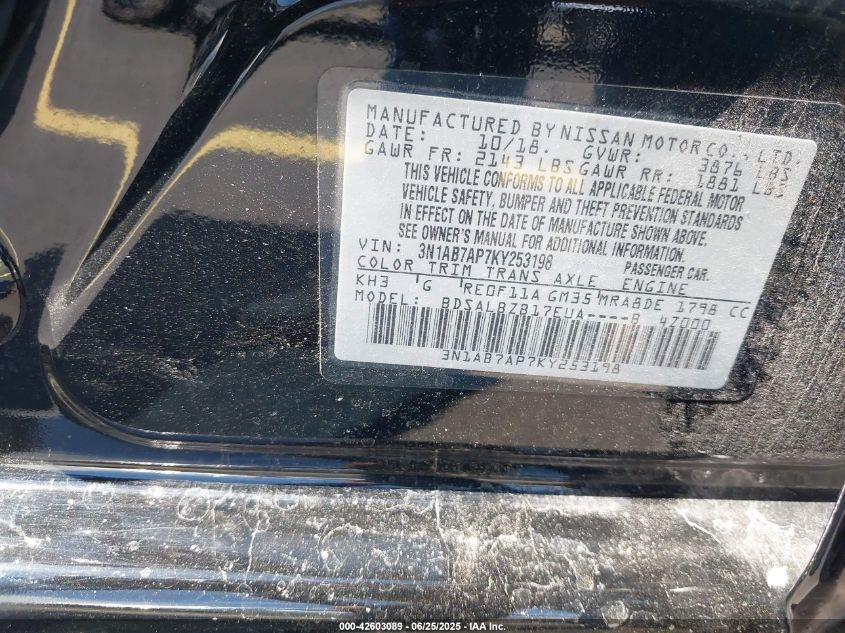 MANUFACTURED BY NISSAN MOTOR CO., LTD.
DATE: 10/18. GVWR: 3876 LBS
GAWR FR: 2143 LBS GAWR RR: 1881 LBS
THIS VEHICLE CONFORMS TO ALL APPLICABLE FEDERAL MOTOR
VEHICLE SAFETY, BUMPER AND THEFT PREVENTION STANDARDS
IN EFFECT ON THE DATE OF MANUFACTURE SHOWN ABOVE.
SEE OWNER'S MANUAL FOR ADDITIONAL INFORMATION.
VIN: 3N1AB7AP7KY253198 PASSENGER CAR.
COLOR TRIM TRANS AXLE ENGINE
KH3 G RE0F11A GM35 MRA8DE 1798 CC
MODEL: BDSALBZB17EUA----B 47000
3N1AB7AP7KY253198
000-42603089 - 06/25/2025 - IAA Inc.